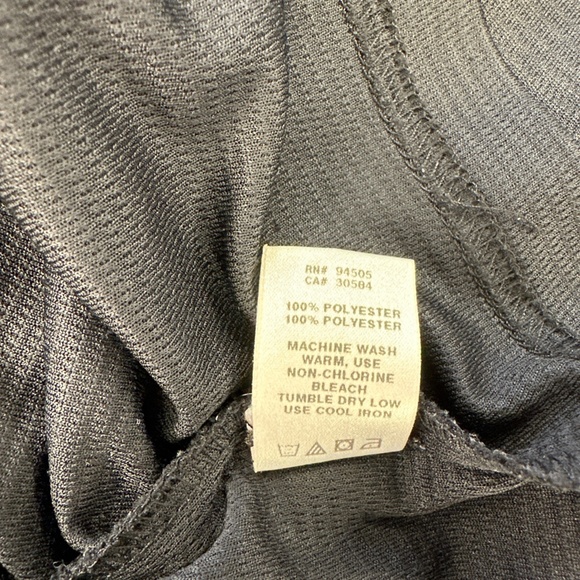 RN# 94505
CA# 30584
100% POLYESTER
100% POLYESTER
MACHINE WASH
WARM, USE
NON-CHLORINE
BLEACH
TUMBLE DRY LOW
USE COOL IRON